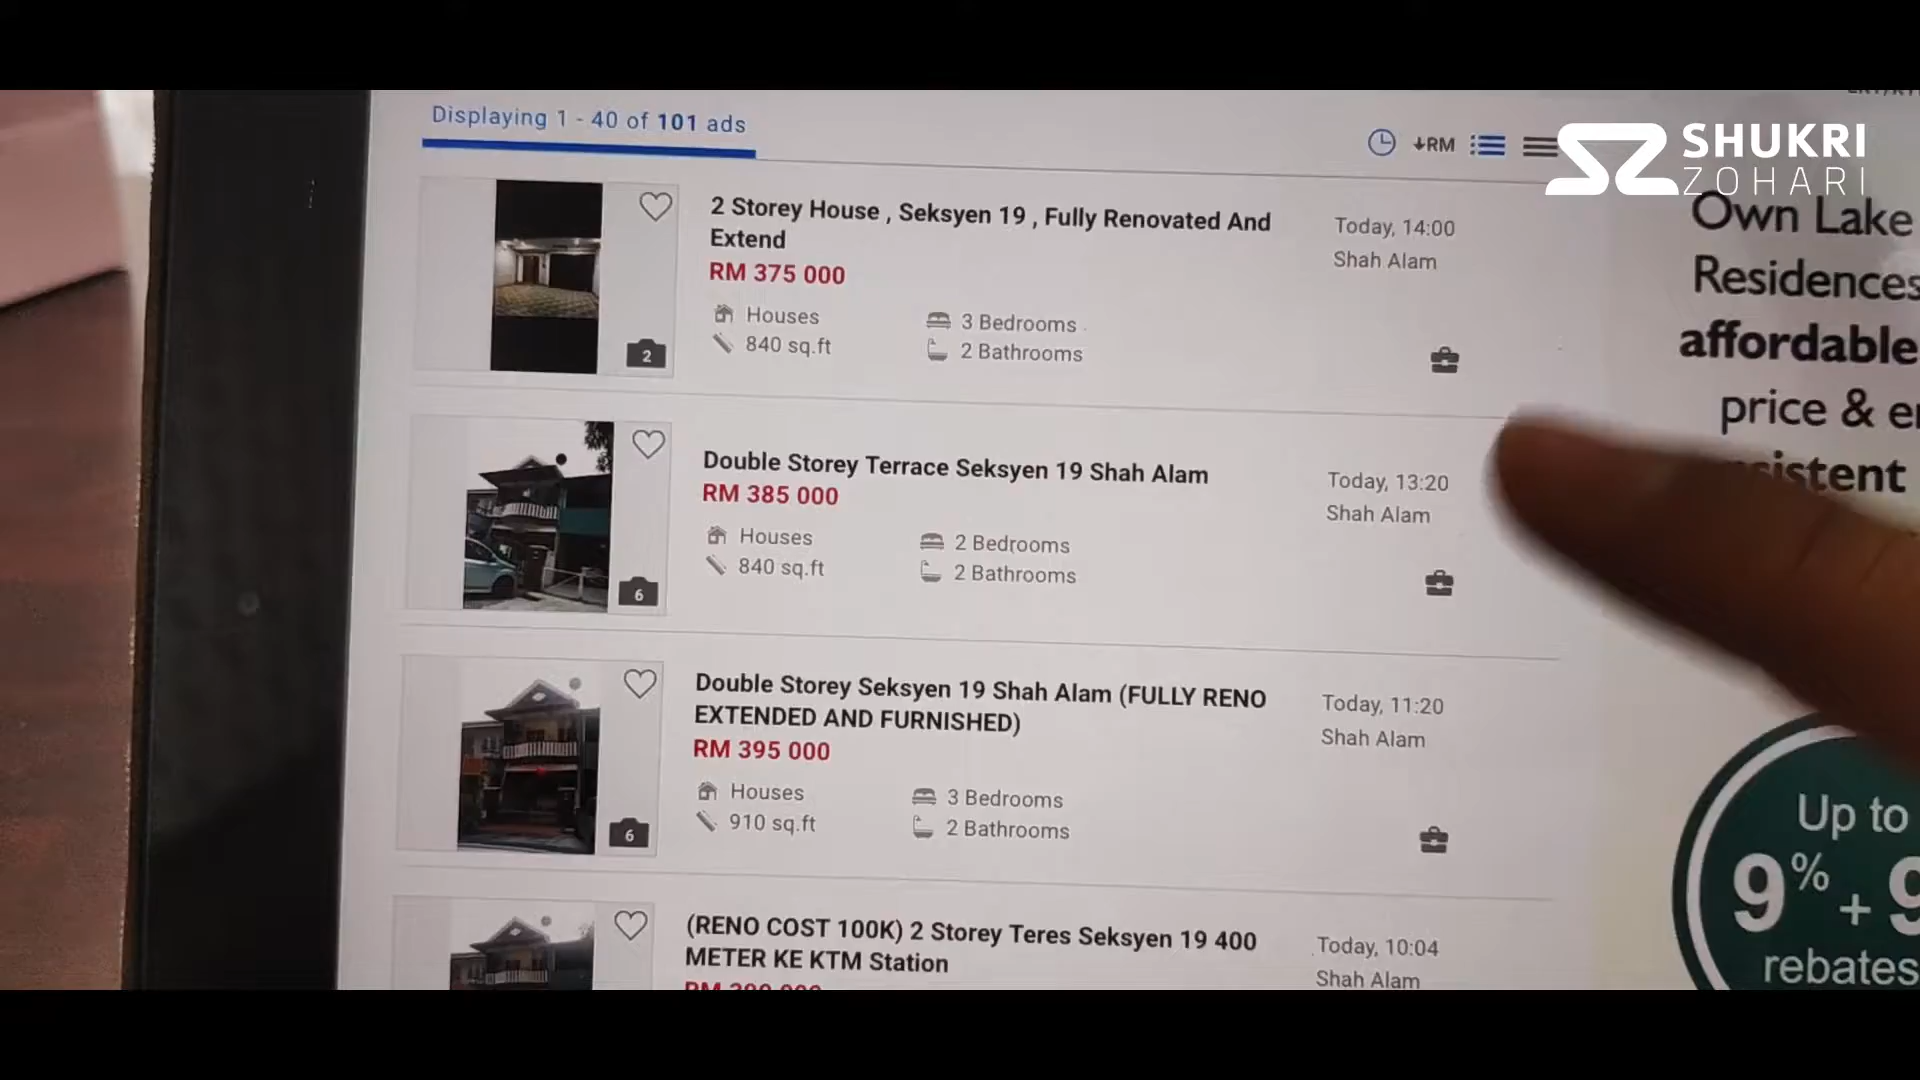 Displaying 1 - 40 of 101 ads
RM
SHUKRI
ZOHARI
2 Storey House , Seksyen 19 , Fully Renovated And
Extend
RM 375 000
Houses
3 Bedrooms
840 sq.ft
2 Bathrooms
2
Today, 14:00
Shah Alam
Double Storey Terrace Seksyen 19 Shah Alam
RM 385 000
Houses
2 Bedrooms
840 sq.ft
2 Bathrooms
6
Today, 13:20
Shah Alam
Double Storey Seksyen 19 Shah Alam (FULLY RENO
EXTENDED AND FURNISHED)
RM 395 000
Houses
3 Bedrooms
910 sq.ft
2 Bathrooms
6
Today, 11:20
Shah Alam
(RENO COST 100K) 2 Storey Teres Seksyen 19 400
METER KE KTM Station
Today, 10:04
Shah Alam
Own Lake
Residences
affordable
price &
Up to
9% + 9
rebates